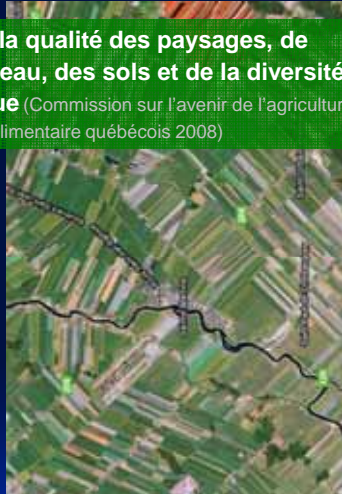 la qualité des paysages, de
eau, des sols et de la diversité
ue (Commission sur l'avenir de l'agricultur
limentaire québécois 2008)